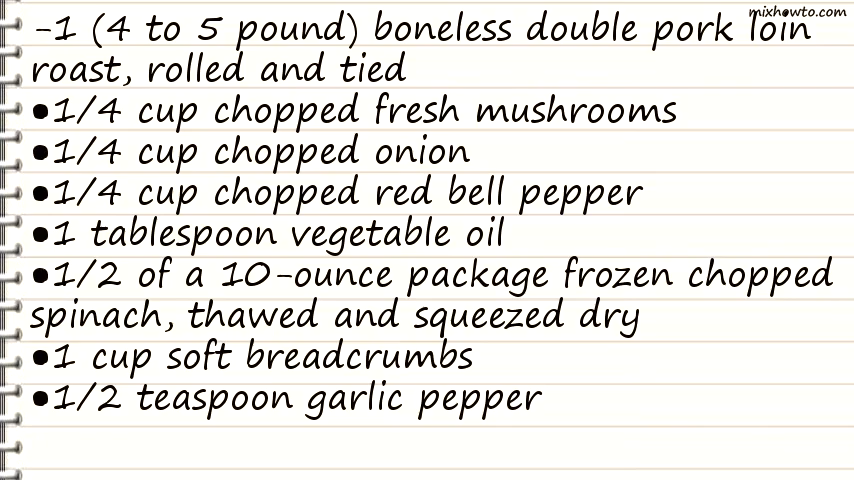 mixhowto.com
-1 (4 to 5 pound) boneless double pork loin
roast, rolled and tied
●1/4 cup chopped fresh mushrooms
●1/4 cup chopped onion
●1/4 cup chopped red bell pepper
●1 tablespoon vegetable oil
●1/2 of a 10-ounce package frozen chopped
spinach, thawed and squeezed dry
●1 cup soft breadcrumbs
●1/2 teaspoon garlic pepper